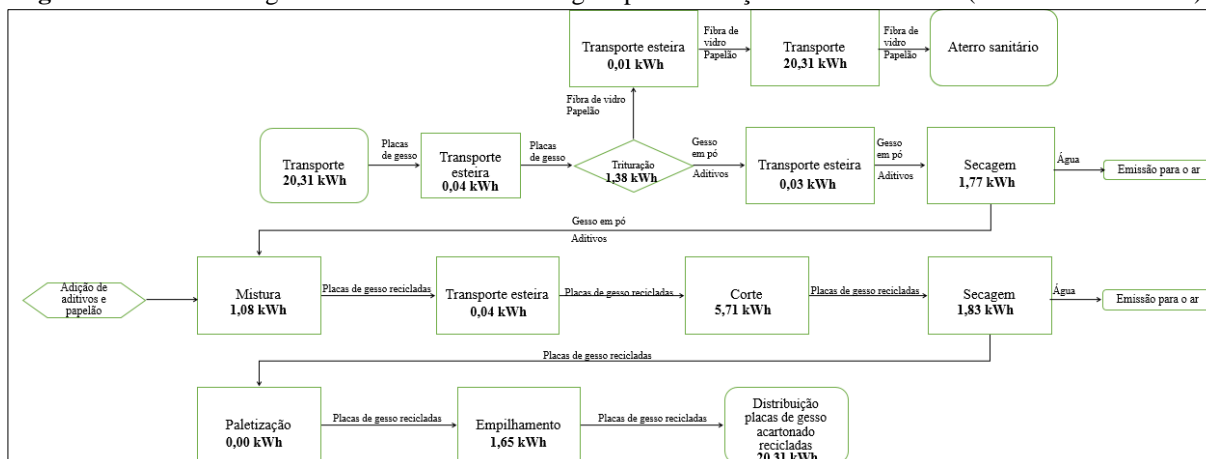 Fibra de
vidro
Papelão
Fibra de
vidro
Papelão
Transporte esteira
0,01 kWh
Transporte
20,31 kWh
Aterro sanitário
Fibra de vidro
Papelão
Transporte
20,31 kWh
Placas
de gesso
Transporte
esteira
0,04 kWh
Placas
de gesso
Trituração
1,38 kWh
Gesso
em pó
Aditivos
Transporte esteira
0,03 kWh
Gesso
em pó
Aditivos
Secagem
1,77 kWh
Água
Emissão para o ar
Gesso em pó
Aditivos
Adição de
aditivos e
papelão
Mistura
1,08 kWh
Placas de gesso recicladas
Transporte esteira
0,04 kWh
Placas de gesso recicladas
Corte
5,71 kWh
Placas de gesso recicladas
Secagem
1,83 kWh
Água
Emissão para o ar
Placas de gesso recicladas
Paletização
0,00 kWh
Placas de gesso recicladas
Empilhamento
1,65 kWh
Placas de gesso recicladas
Distribuição
placas de gesso
acartonado
recicladas
20,31 kWh